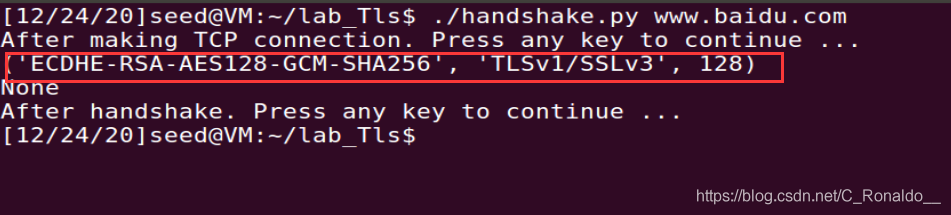 [12/24/20]seed@VM:~/lab_Tls$ ./handshake.py www.baidu.com
After making TCP connection. Press any key to continue ...
('ECDHE-RSA-AES128-GCM-SHA256', 'TLSv1/SSLv3', 128)
None
After handshake. Press any key to continue ...
[12/24/20]seed@VM:~/lab_Tls$
https://blog.csdn.net/C_Ronaldo__